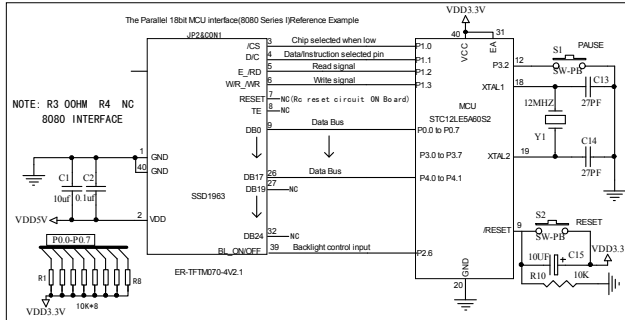 The Parallel 18bit MCU interface(8080 Series I)Reference Example
JP2&CON1
NOTE: R3 0OHM R4 NC
8080 INTERFACE
1 GND
40 GND
C1
10uf
C2
0.1uf
VDD5V
2 VDD
P0.0-P0.7
R1
R8
10K*8
VDD3.3V
SSD1963
ER-TFTM070-4V2.1
/CS 3 Chip selected when low P1.0
D/C 4 Data/Instruction selected pin P1.1
E_/RD 5 Read signal P1.2
W/R_/WR 6 Write signal P1.3
RESET 7 NC(Rc reset circuit ON Board)
TE 8 NC
DB0 9 Data Bus P0.0 to P0.7
P3.0 to P3.7
DB17 26 Data Bus P4.0 to P4.1
DB19 27 NC
DB24 32 NC
BL_ON/OFF 39 Backlight control input P2.6
VDD3.3V
40
31
VCC
EA
MCU
STC12LE5A60S2
GND
20
P3.2 12
S1
PAUSE
SW-PB
XTAL1 18
C13
27PF
12MHZ
Y1
XTAL2 19
C14
27PF
/RESET 9
S2
RESET
SW-PB
VDD3.3
10UF + C15
R10 10K